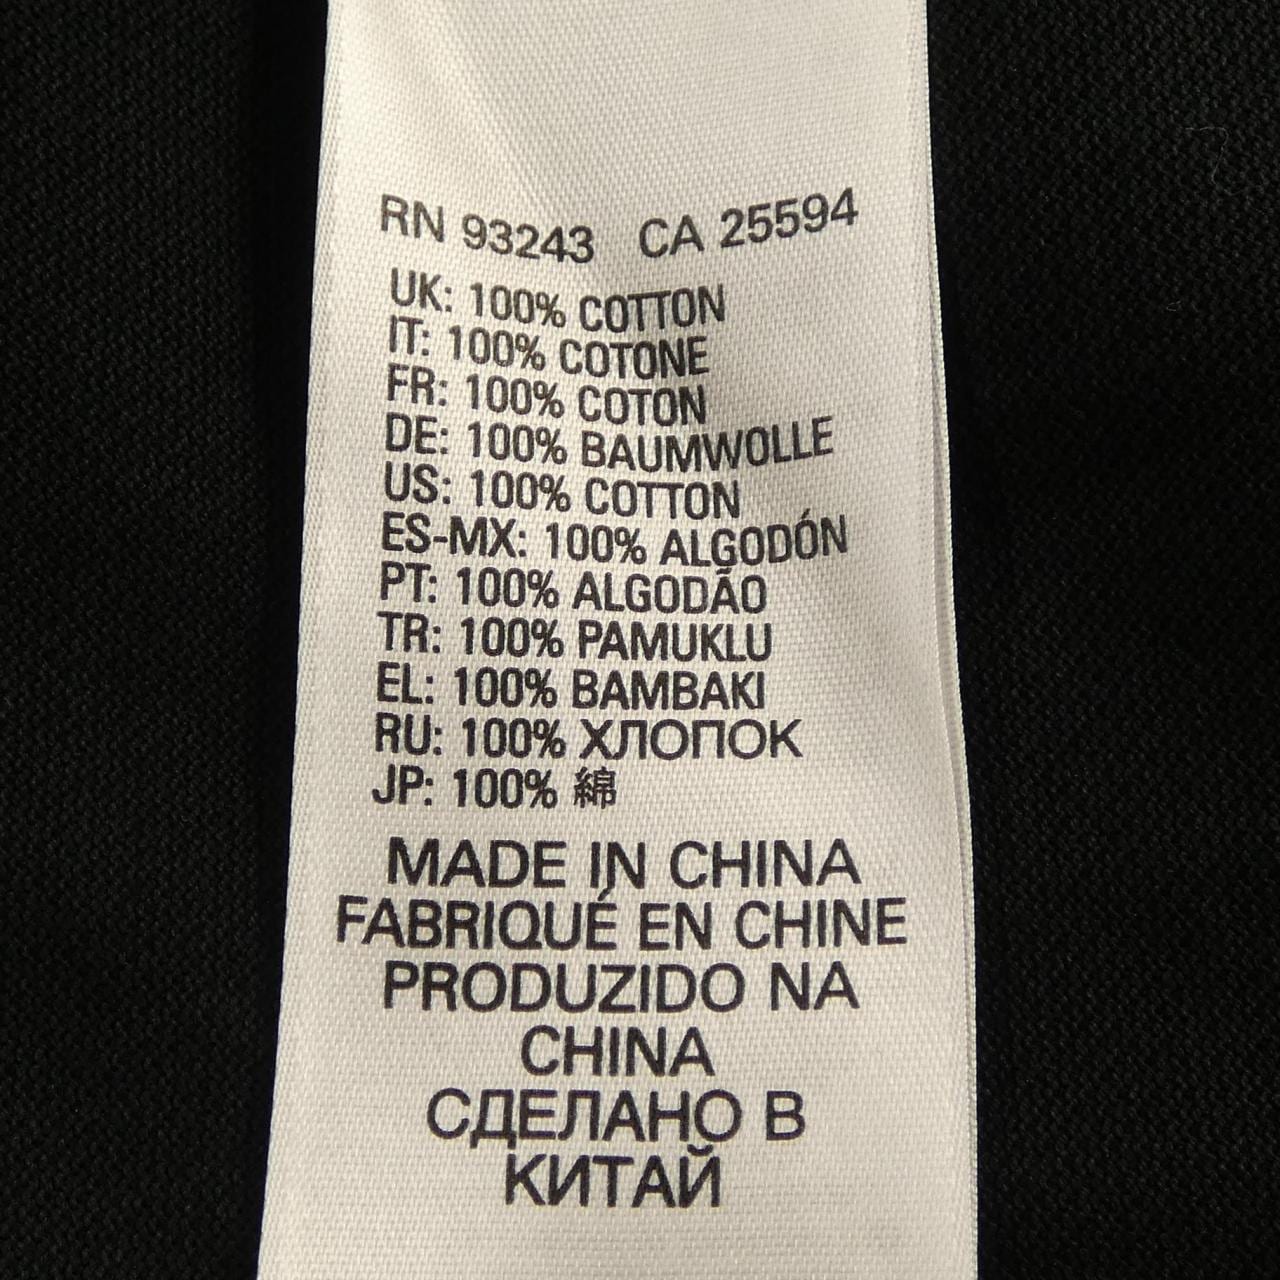 RN 93243 CA 25594
UK: 100% COTTON
IT: 100% COTONE
FR: 100% COTON
DE: 100% BAUMWOLLE
US: 100% COTTON
ES-MX: 100% ALGODÓN
PT: 100% ALGODÃO
TR: 100% PAMUKLU
EL: 100% BAMBAKI
RU: 100% ХЛОПОК
JP: 100% 綿
MADE IN CHINA
FABRIQUÉ EN CHINE
PRODUZIDO NA
CHINA
СДЕЛАНО В
КИТАЙ